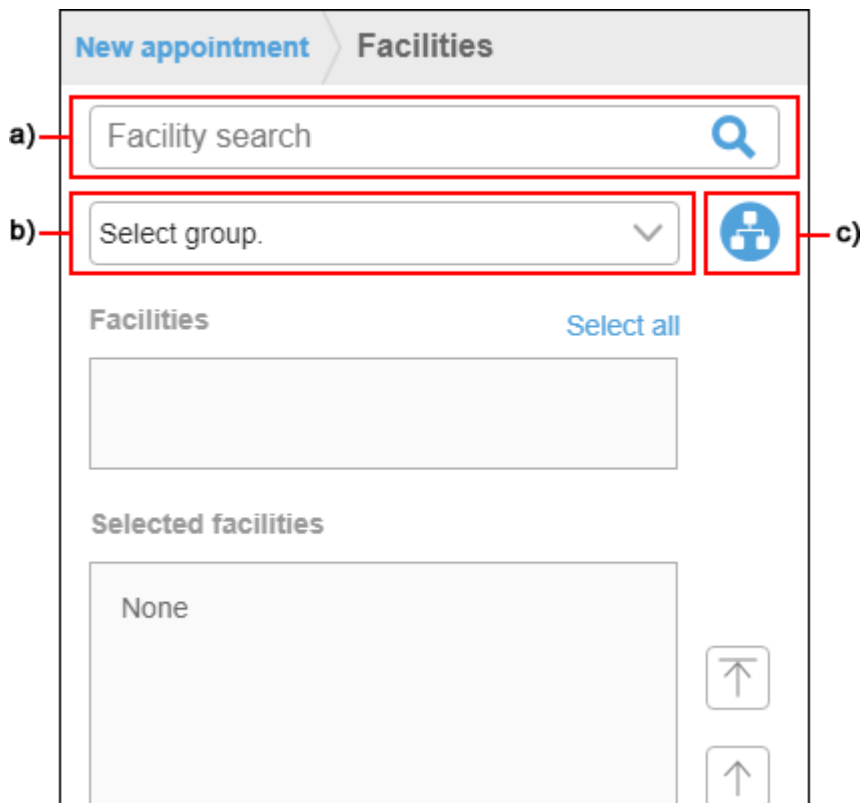 New appointment Facilities
a) Facility search
b) Select group. c)
Facilities Select all
Selected facilities
None